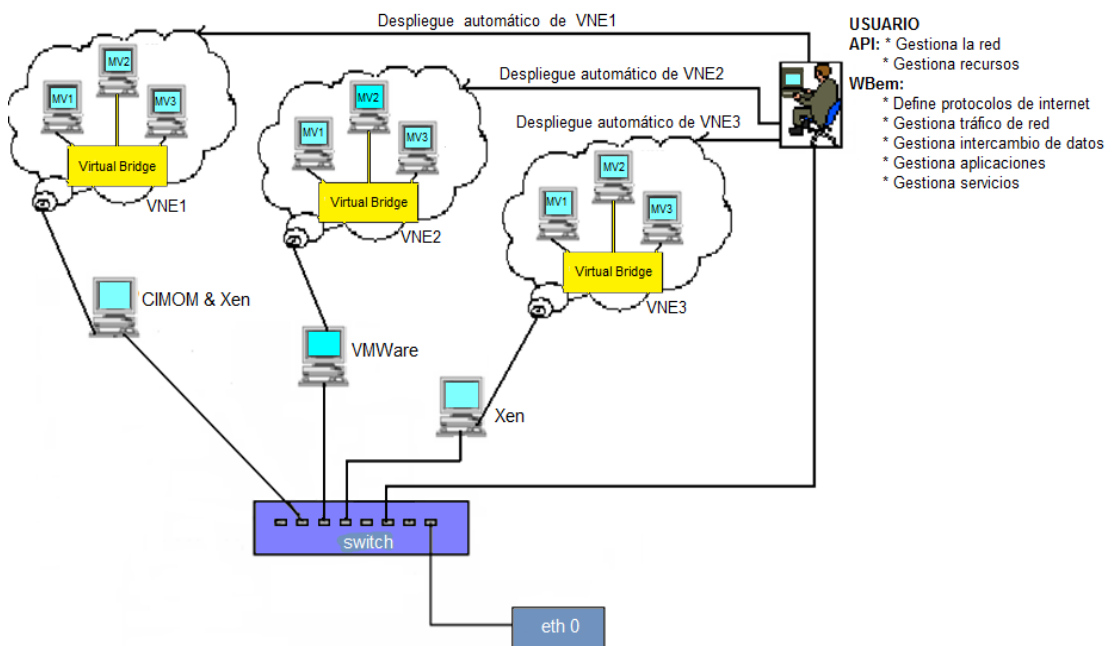 Despliegue automático de VNE1
USUARIO
API: * Gestiona la red
* Gestiona recursos
WBem:
* Define protocolos de internet
* Gestiona tráfico de red
* Gestiona intercambio de datos
* Gestiona aplicaciones
* Gestiona servicios
Despliegue automático de VNE2
Despliegue automático de VNE3
MV1
MV2
MV3
Virtual Bridge
VNE1
MV1
MV2
MV3
Virtual Bridge
VNE2
MV1
MV2
MV3
Virtual Bridge
VNE3
CIMOM & Xen
VMWare
Xen
switch
eth 0